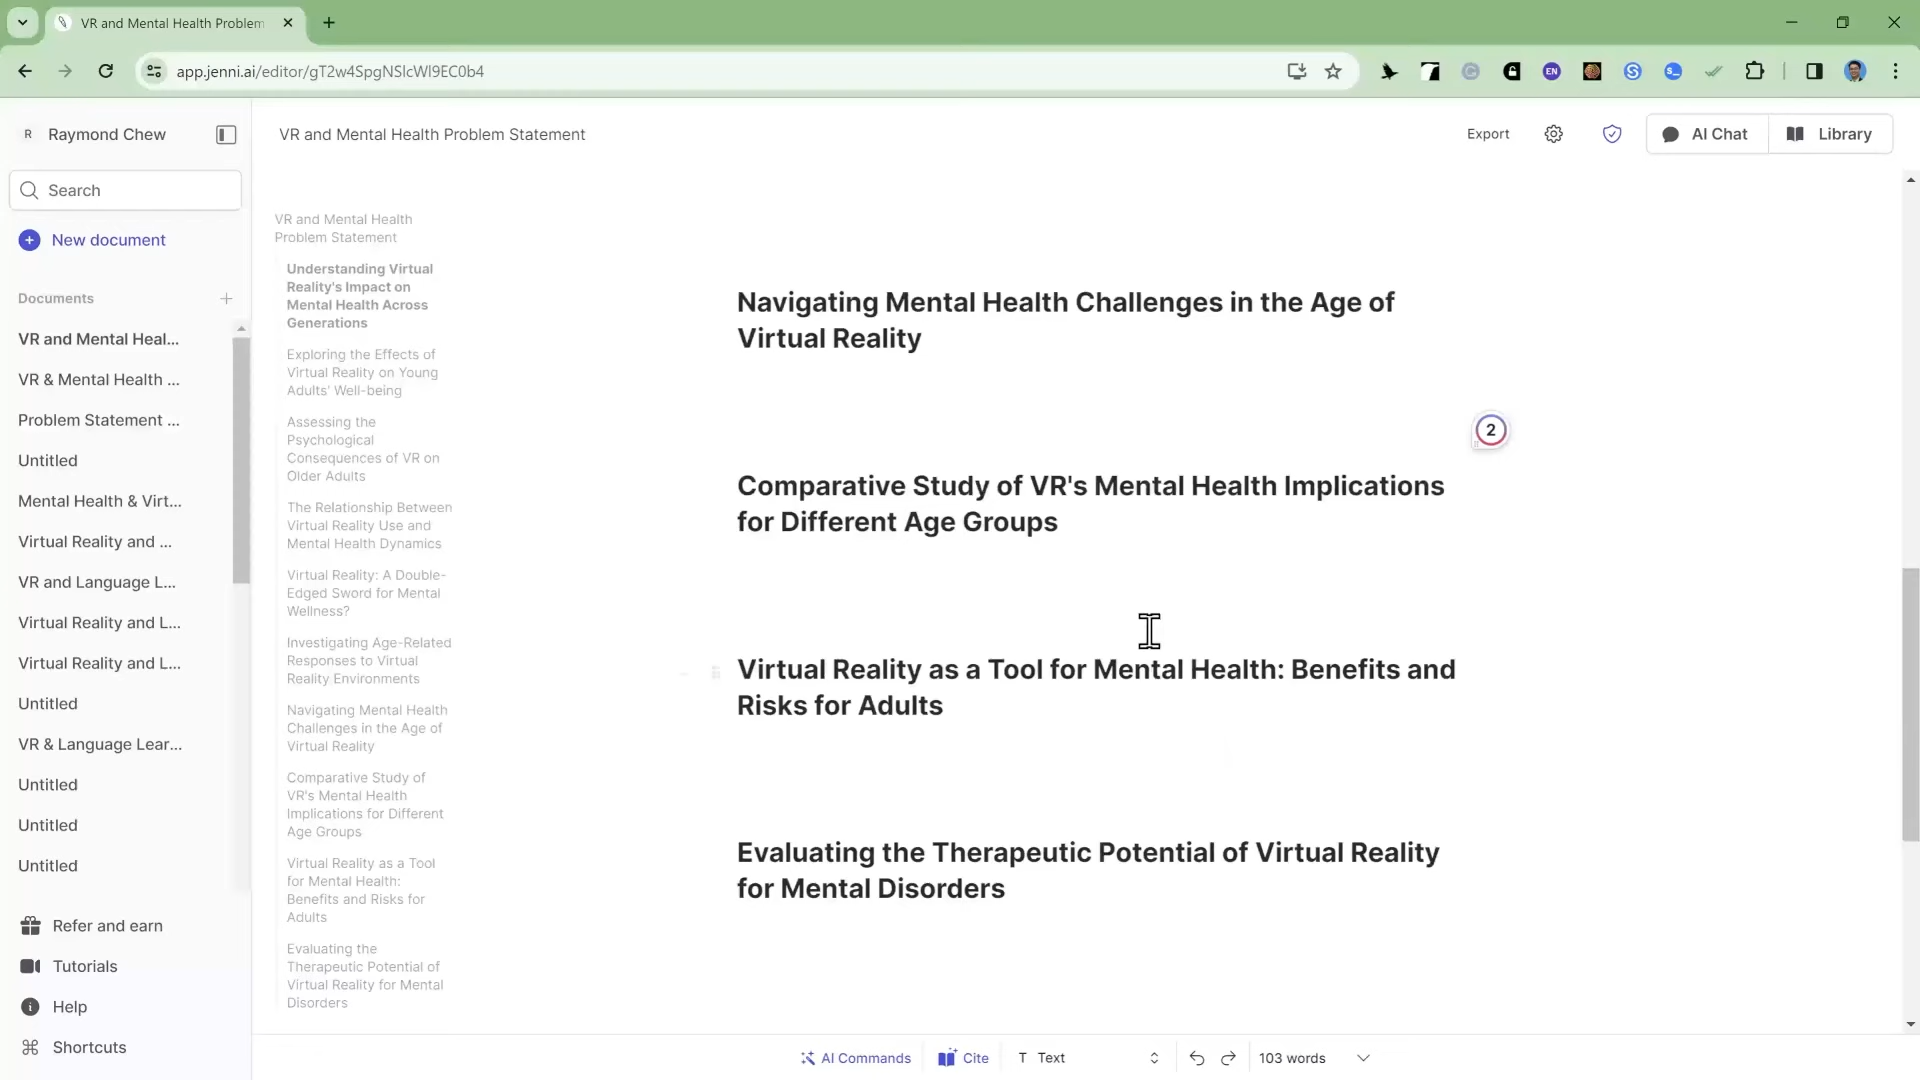 VR and Mental Health Problem
app.jenni.ai/editor/gT2w4SpgNSIcWI9EC0b4
EN
R
Raymond Chew
VR and Mental Health Problem Statement
Export
AI Chat
Library
Search
New document
Documents
VR and Mental Heal...
VR & Mental Health ...
Problem Statement ...
Untitled
Mental Health & Virt...
Virtual Reality and ...
VR and Language L...
Virtual Reality and L...
Virtual Reality and L...
Untitled
VR & Language Lear...
Untitled
Untitled
Untitled
Refer and earn
Tutorials
Help
Shortcuts
VR and Mental Health
Problem Statement
Understanding Virtual
Reality's Impact on
Mental Health Across
Generations
Exploring the Effects of
Virtual Reality on Young
Adults' Well-being
Assessing the
Psychological
Consequences of VR on
Older Adults
The Relationship Between
Virtual Reality Use and
Mental Health Dynamics
Virtual Reality: A Double-
Edged Sword for Mental
Wellness?
Investigating Age-Related
Responses to Virtual
Reality Environments
Navigating Mental Health
Challenges in the Age of
Virtual Reality
Comparative Study of
VR's Mental Health
Implications for Different
Age Groups
Virtual Reality as a Tool
for Mental Health:
Benefits and Risks for
Adults
Evaluating the
Therapeutic Potential of
Virtual Reality for Mental
Disorders
Navigating Mental Health Challenges in the Age of
Virtual Reality
2
Comparative Study of VR's Mental Health Implications
for Different Age Groups
Virtual Reality as a Tool for Mental Health: Benefits and
Risks for Adults
Evaluating the Therapeutic Potential of Virtual Reality
for Mental Disorders
AI Commands
Cite
T Text
103 words